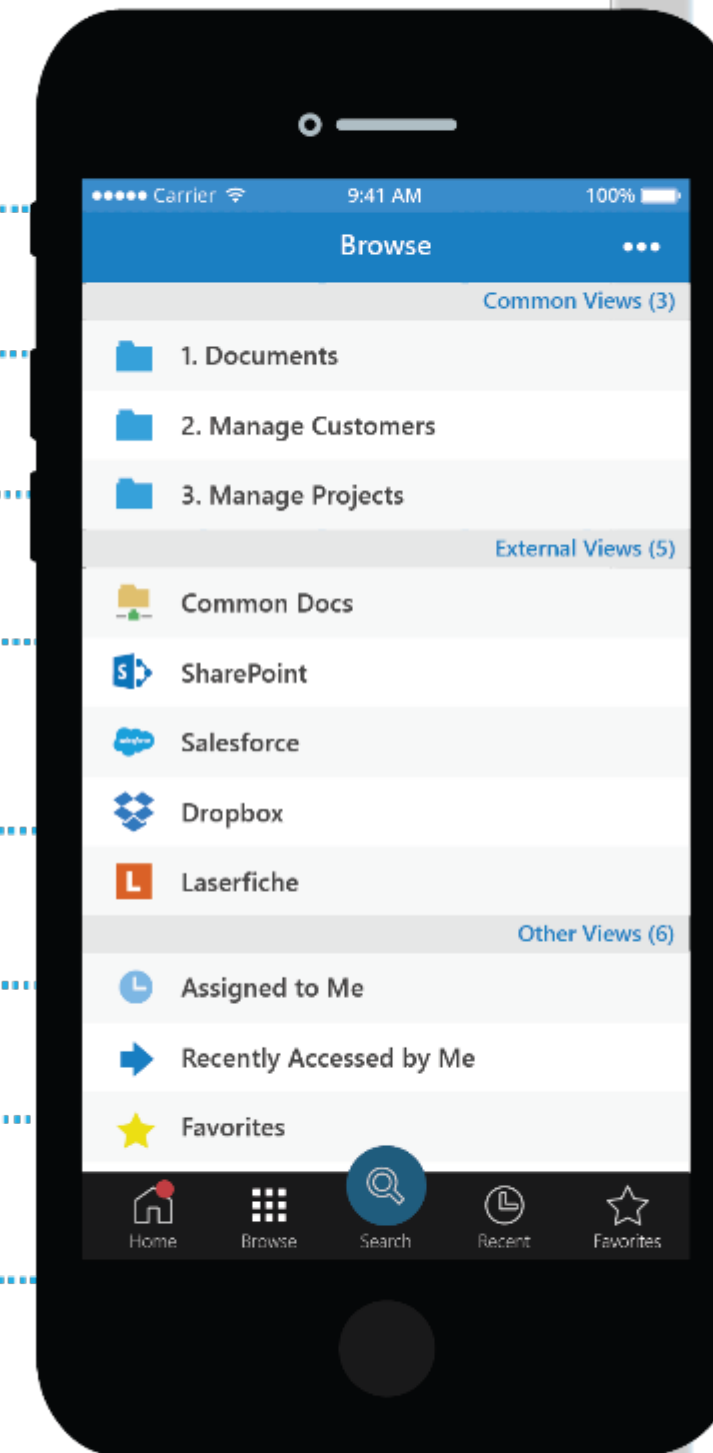 Carrier 9:41 AM 100%
Browse
Common Views (3)
1. Documents
2. Manage Customers
3. Manage Projects
External Views (5)
Common Docs
S SharePoint
salesforce Salesforce
Dropbox
L Laserfiche
Other Views (6)
Assigned to Me
Recently Accessed by Me
Favorites
Home Browse Search Recent Favorites